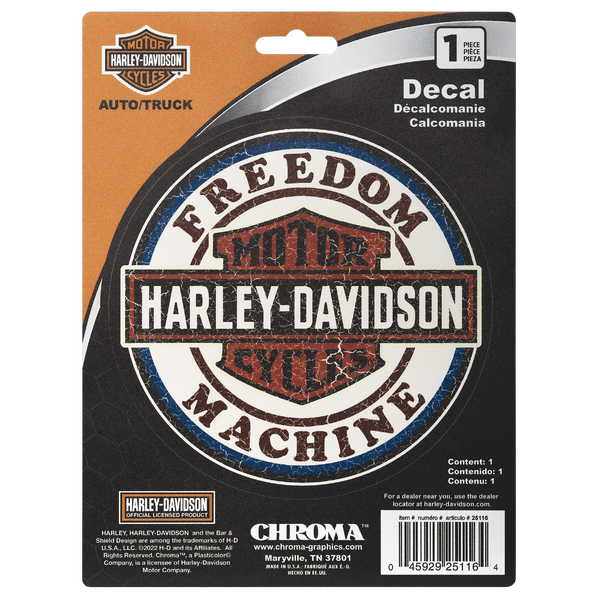 MOTOR
HARLEY-DAVIDSON
CYCLES
®
AUTO/TRUCK
1 PIECE
PIÈCE
PIEZA
Decal
Décalcomanie
Calcomania
FREEDOM
MOTOR
HARLEY-DAVIDSON
CYCLES
MACHINE
Content: 1
Contenido: 1
Contenu: 1
For a dealer near you, use the dealer
locator at harley-davidson.com.
HARLEY-DAVIDSON
OFFICIAL LICENSED PRODUCT
HARLEY, HARLEY-DAVIDSON and the Bar &
Shield Design are among the trademarks of H-D
U.S.A., LLC. ©2022 H-D and its Affiliates. All
Rights Reserved. Chroma™, a Plasticolor®
Company, is a licensee of Harley-Davidson
Motor Company.
CHROMA™
www.chroma-graphics.com
Maryville, TN 37801
MADE IN U.S.A. · FABRIQUÉ AUX É.-U.
HECHO EN EE.UU.
Item # numéro # artículo # 25116
0 45929 25116 4